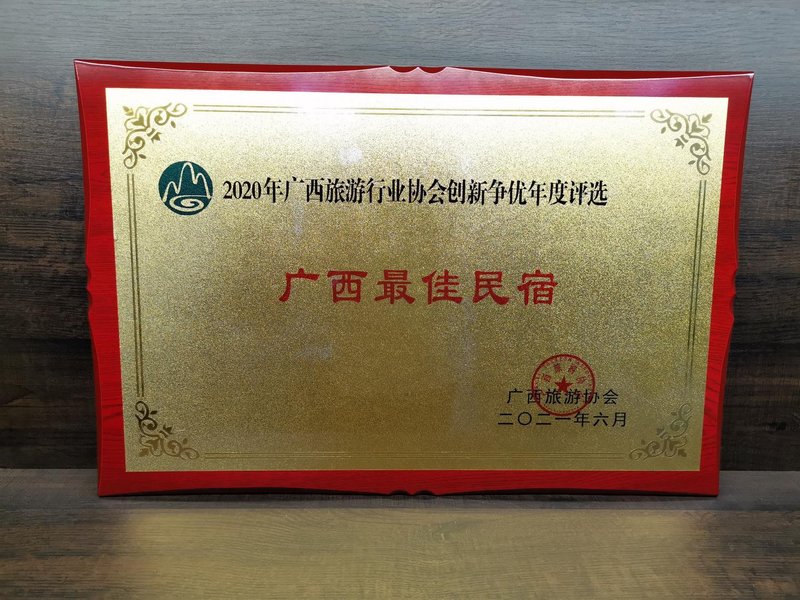 2020年广西旅游行业协会创新争优年度评选
广西最佳民宿
广西旅游协会
二〇二一年六月